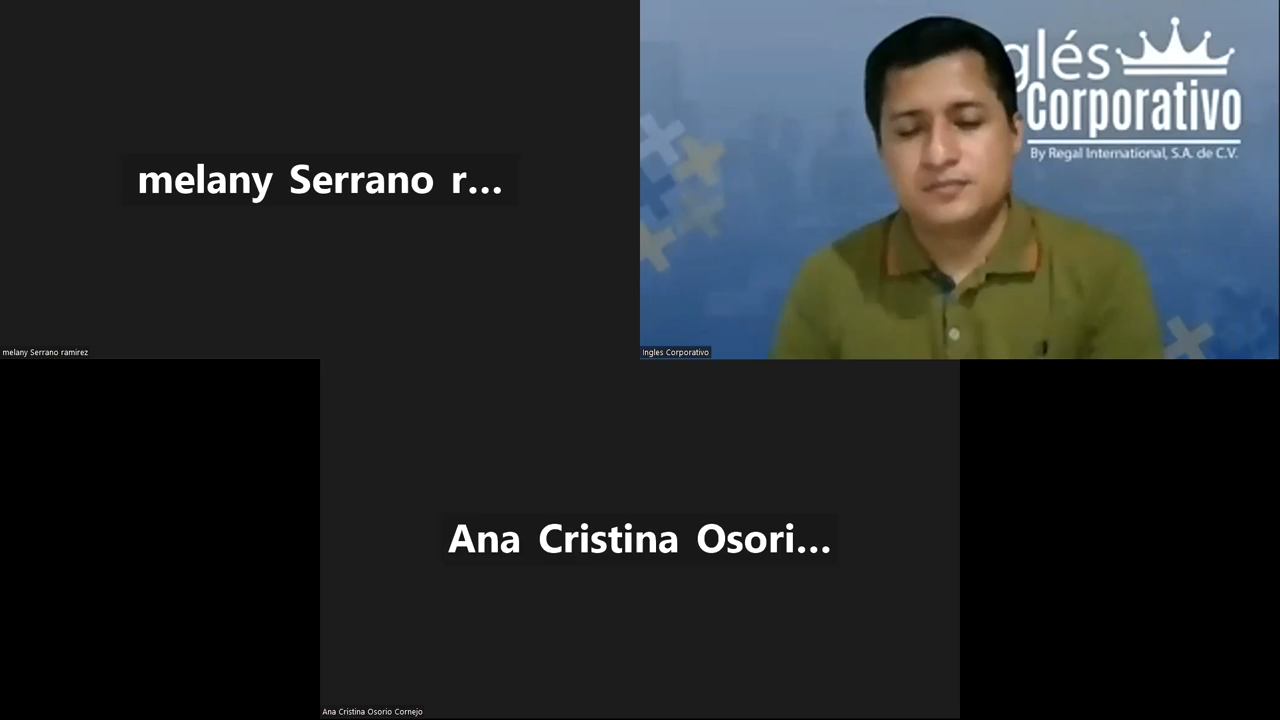 melany Serrano r...
melany Serrano ramirez
glés
Corporativo
By Regal International, S.A. de C.V.
Ingles Corporativo
Ana Cristina Osori...
Ana Cristina Osorio Cornejo